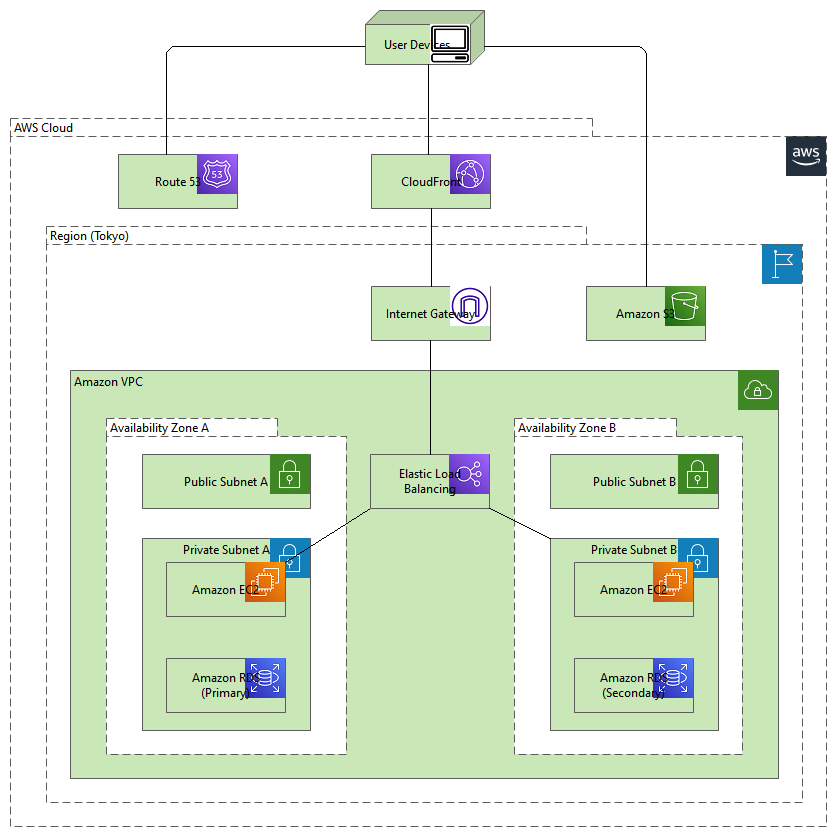 User Devices
AWS Cloud
aws
Route 53
53
CloudFront
Region (Tokyo)
Internet Gateway
Amazon S3
Amazon VPC
Availability Zone A
Availability Zone B
Public Subnet A
Elastic Load
Balancing
Public Subnet B
Private Subnet A
Private Subnet B
Amazon EC2
Amazon EC2
Amazon RDS
(Primary)
Amazon RDS
(Secondary)